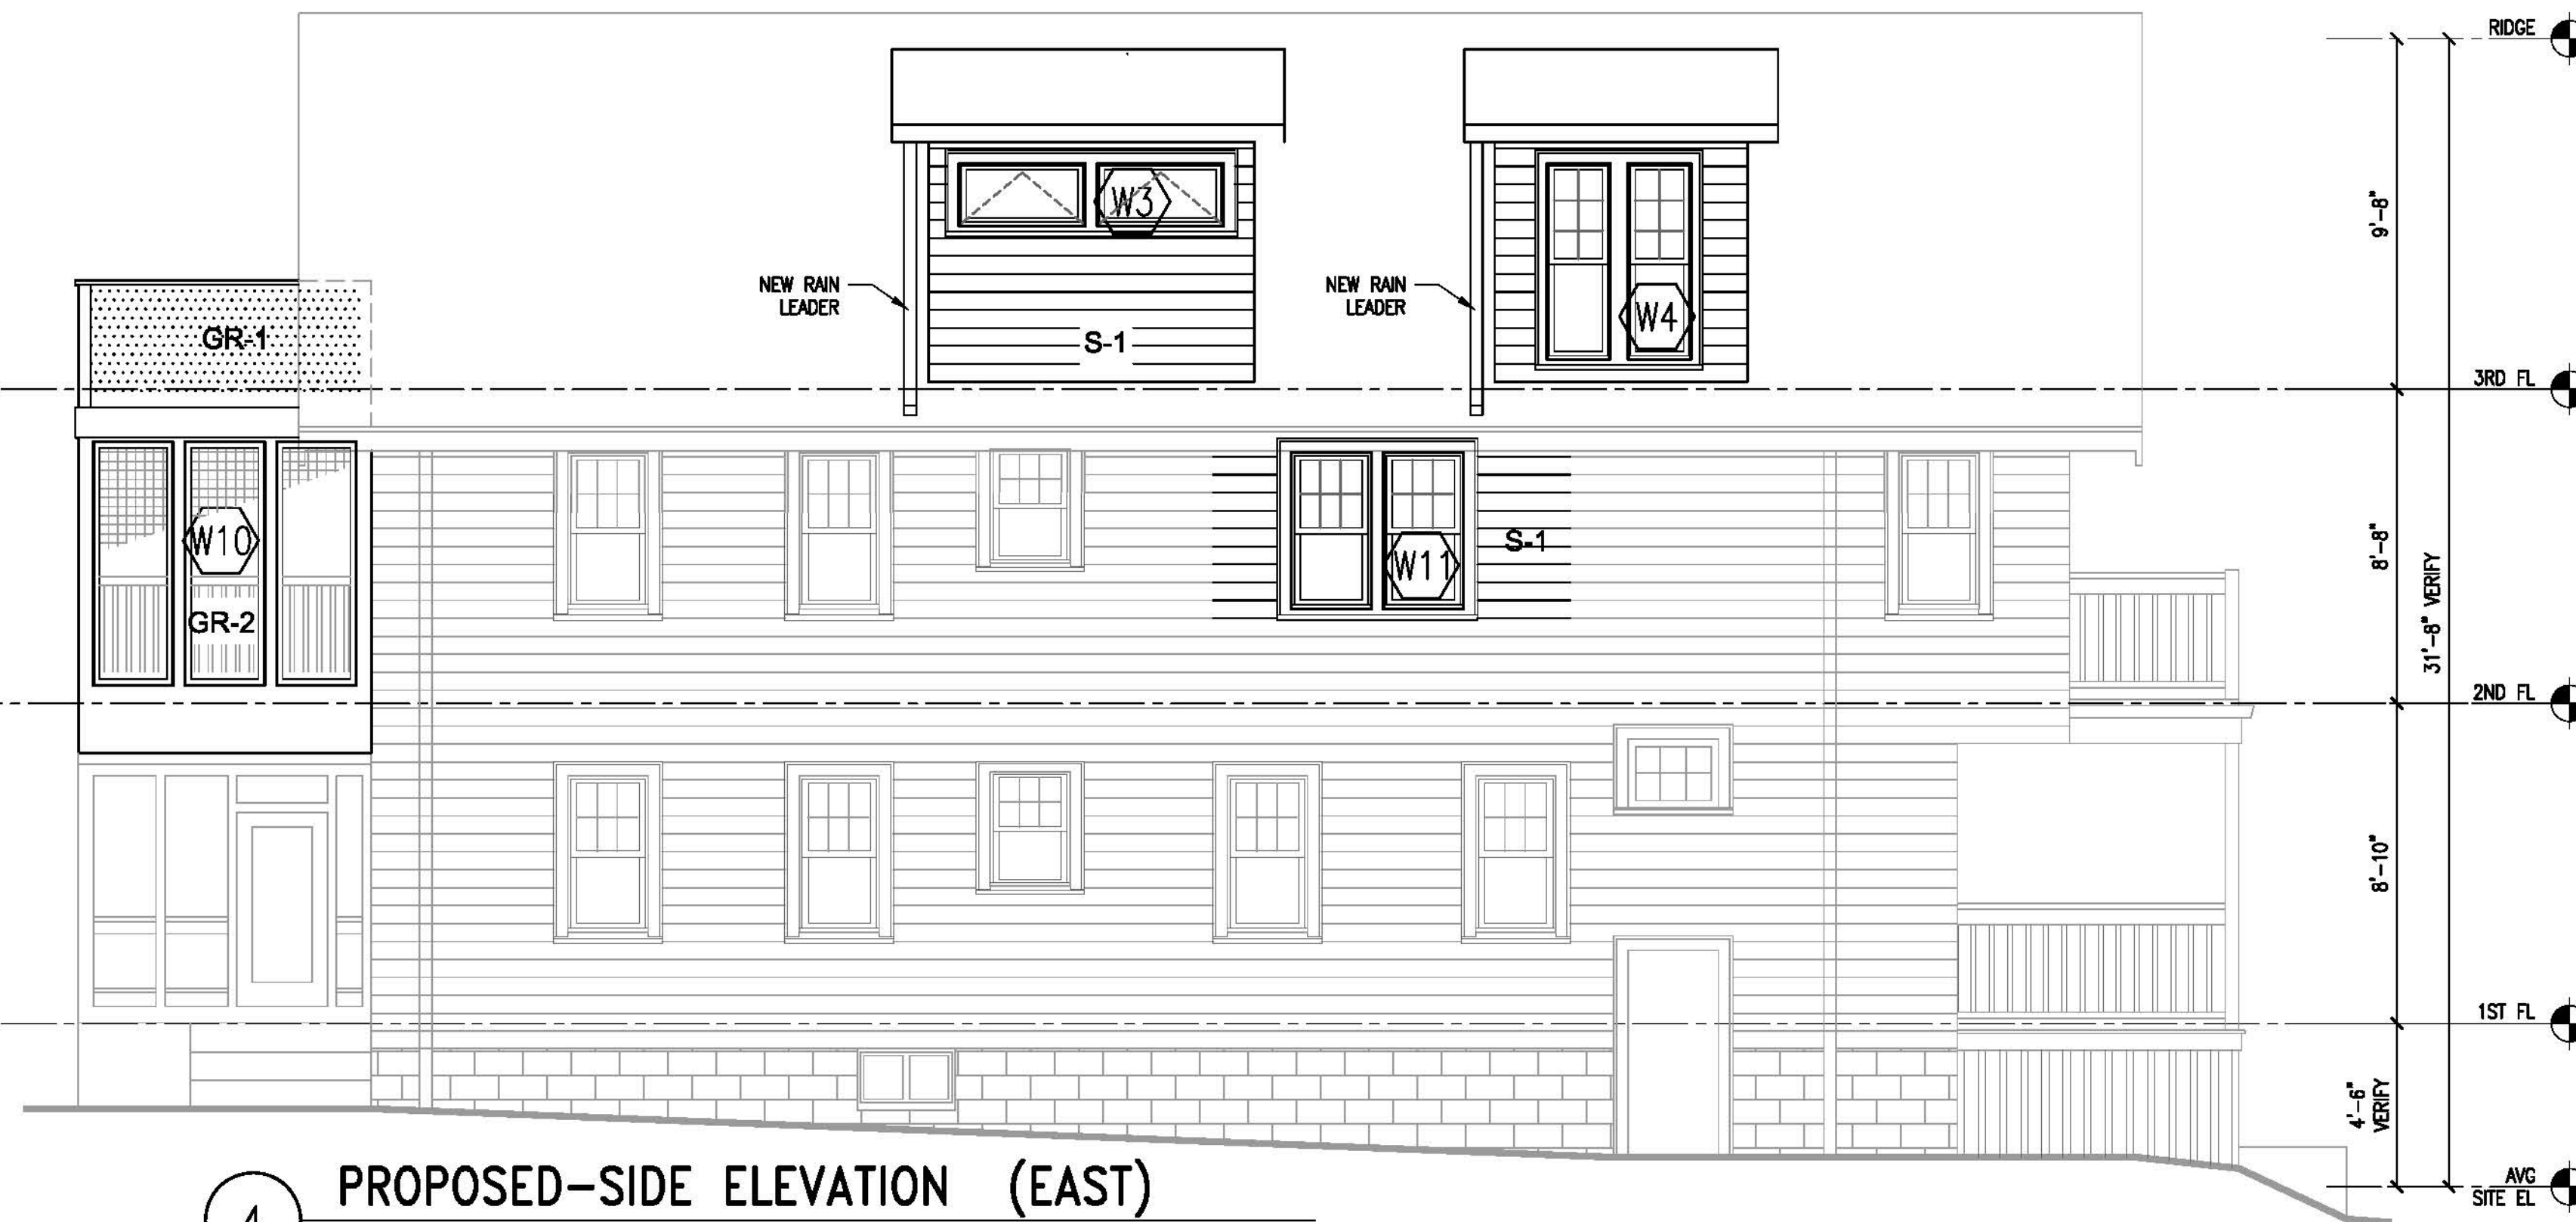 RIDGE
W3
9'-8"
NEW RAIN
LEADER
NEW RAIN
LEADER
W4
GR-1
S-1
3RD FL
W10
W11
S-1
8'-8"
31'-8" VERIFY
GR-2
2ND FL
8'-10"
1ST FL
4'-6"
VERIFY
AVG
SITE EL
4
PROPOSED-SIDE ELEVATION (EAST)